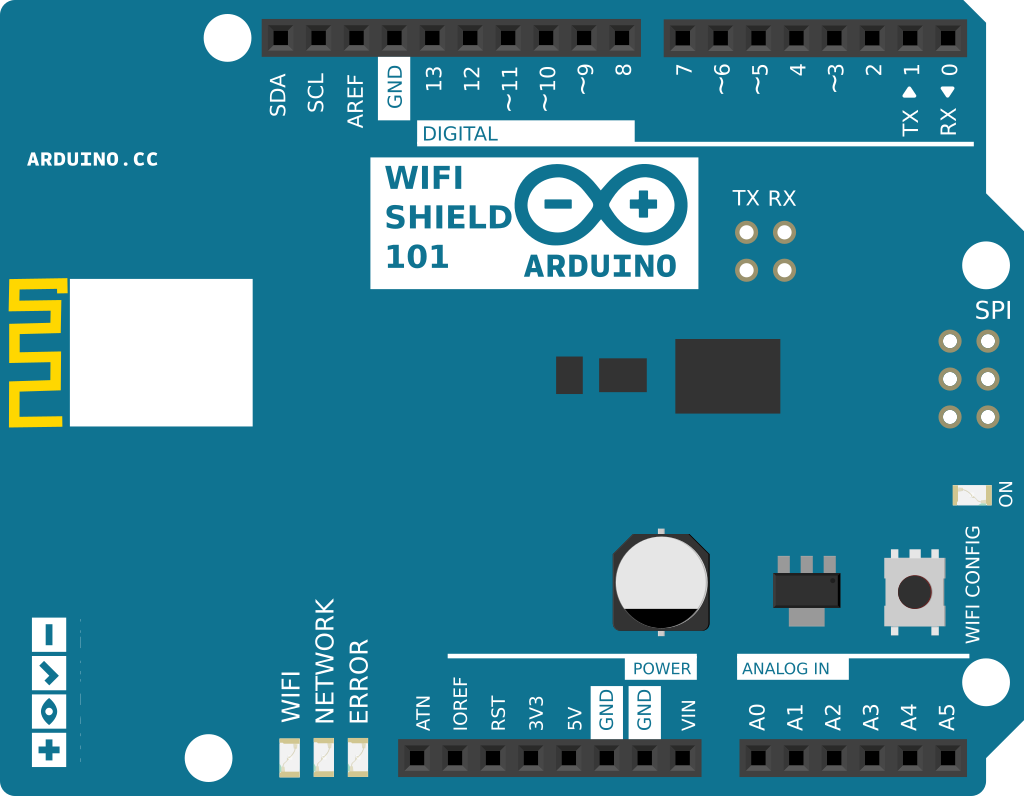 SDA
SCL
AREF
GND
13
12
~11
~10
~9
8
7
~6
~5
4
~3
2
TX ▶ 1
RX ◀ 0
DIGITAL
ARDUINO.CC
WIFI
SHIELD
101
ARDUINO
TX RX
SPI
ON
WIFI CONFIG
WIFI
NETWORK
ERROR
POWER
ANALOG IN
ATN
IOREF
RST
3V3
5V
GND
GND
VIN
A0
A1
A2
A3
A4
A5